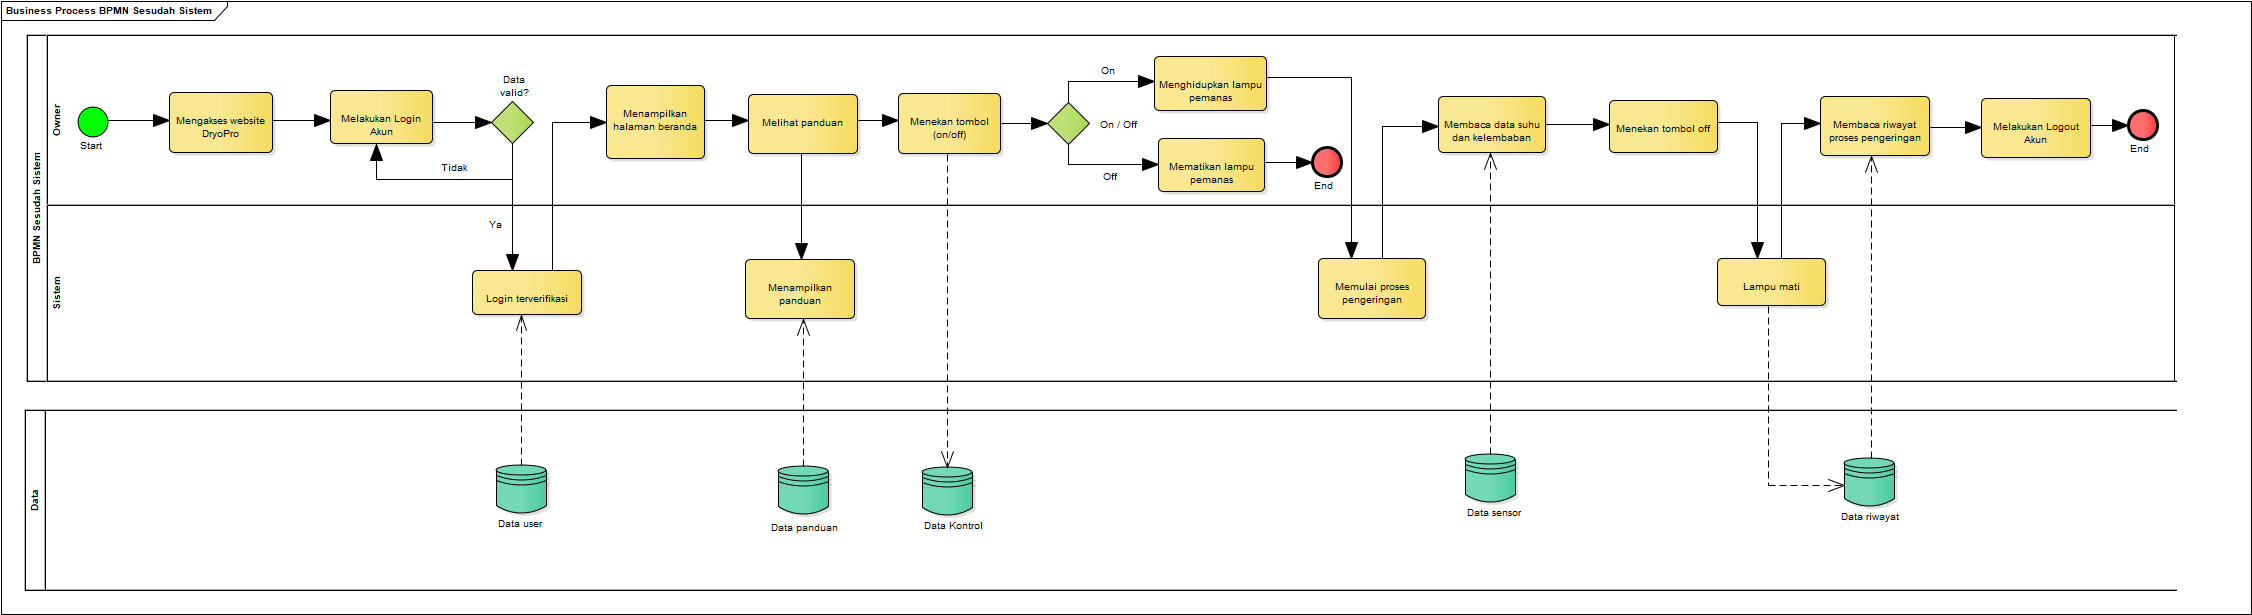 Business Process BPMN Sesudah Sistem
BPMN Sesudah Sistem
Owner
Start
Mengakses website
DryoPro
Melakukan Login
Akun
Data
valid?
Tidak
Ya
Menampilkan
halaman beranda
Melihat panduan
Menekan tombol
(on/off)
On
On / Off
Off
Menghidupkan lampu
pemanas
Mematikan lampu
pemanas
End
Membaca data suhu
dan kelembaban
Menekan tombol off
Membaca riwayat
proses pengeringan
Melakukan Logout
Akun
End
Sistem
Login terverifikasi
Menampilkan
panduan
Memulai proses
pengeringan
Lampu mati
Data
Data user
Data panduan
Data Kontrol
Data sensor
Data riwayat